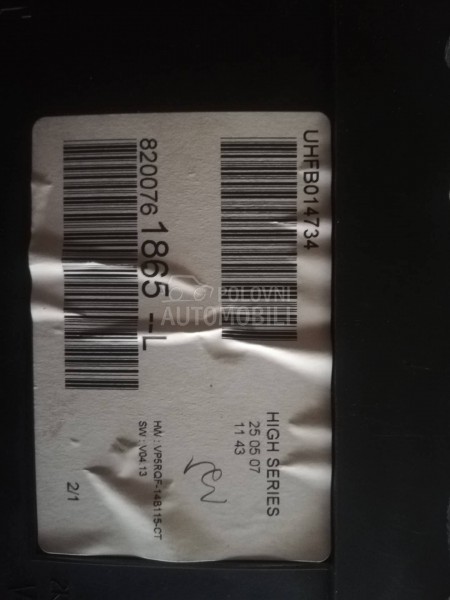 UHFB014734
HIGH SERIES
25 05 07
11 43
8200761865 --L
HW : VP5RQF-14B115-CT
SW : V04.13
2/1
POLOVNI
AUTOMOBILI